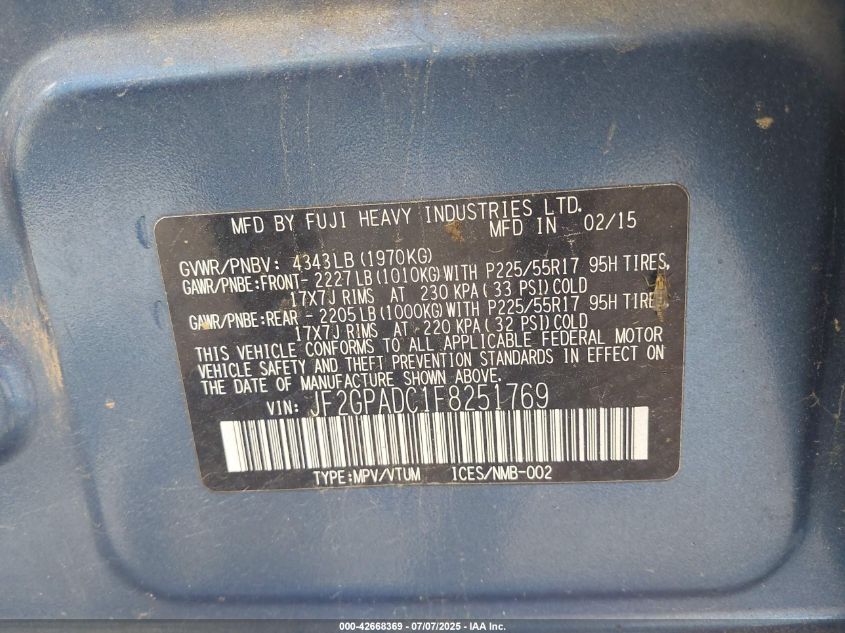 MFD BY FUJI HEAVY INDUSTRIES LTD.
MFD IN 02/15
GVWR/PNBV: 4343LB (1970KG)
GAWR/PNBE:FRONT- 2227LB (1010KG) WITH P225/55R17 95H TIRES,
17X7J RIMS AT 230 KPA ( 33 PSI) COLD
GAWR/PNBE:REAR - 2205LB (1000KG) WITH P225/55R17 95H TIRES,
17X7J RIMS AT 220 KPA ( 32 PSI) COLD
THIS VEHICLE CONFORMS TO ALL APPLICABLE FEDERAL MOTOR
VEHICLE SAFETY AND THEFT PREVENTION STANDARDS IN EFFECT ON
THE DATE OF MANUFACTURE SHOWN ABOVE.
VIN: JF2GPADC1F8251769
TYPE:MPV/VTUM ICES/NMB-002
000-42668369 - 07/07/2025 - IAA Inc.